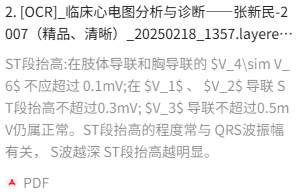 2. [OCR]_临床心电图分析与诊断——张新民-2
007（精品、清晰）_20250218_1357.layere…
ST段抬高:在肢体导联和胸导联的 $V_4\sim V_
6$ 不应超过 0.1mV;在 $V_1$ 、 $V_2$ 导联 S
T段抬高不超过0.3mV; $V_3$ 导联不超过0.5m
V仍属正常。ST段抬高的程度常与 QRS波振幅
有关， S波越深 ST段抬高越明显。
PDF